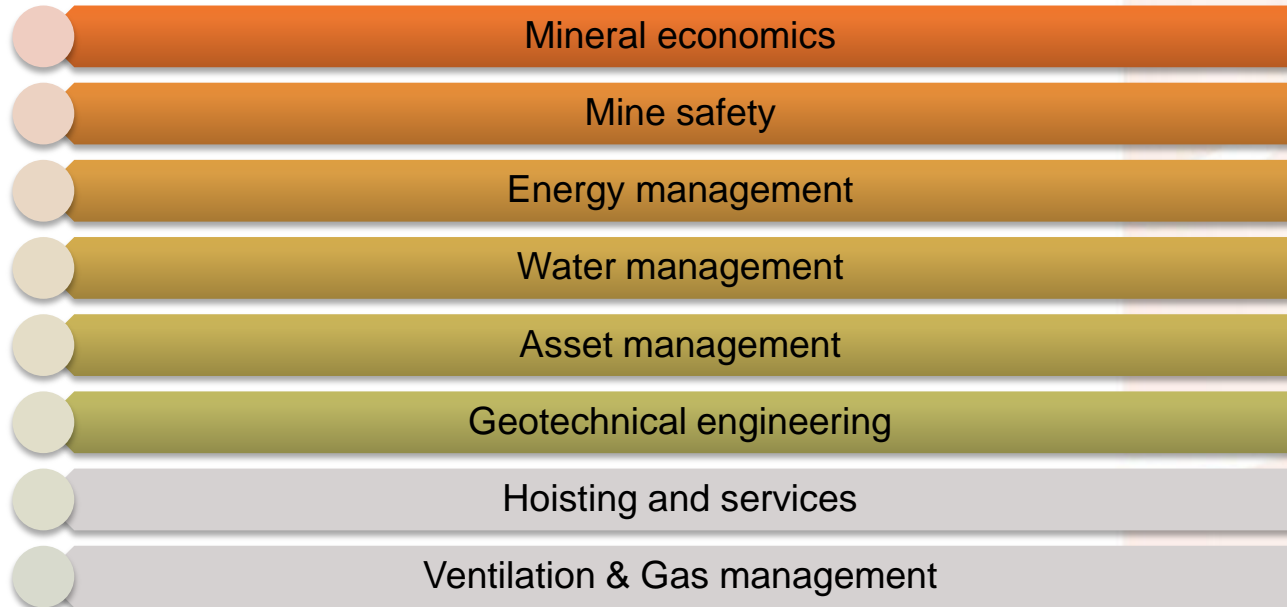 Mineral economics
Mine safety
Energy management
Water management
Asset management
Geotechnical engineering
Hoisting and services
Ventilation & Gas management